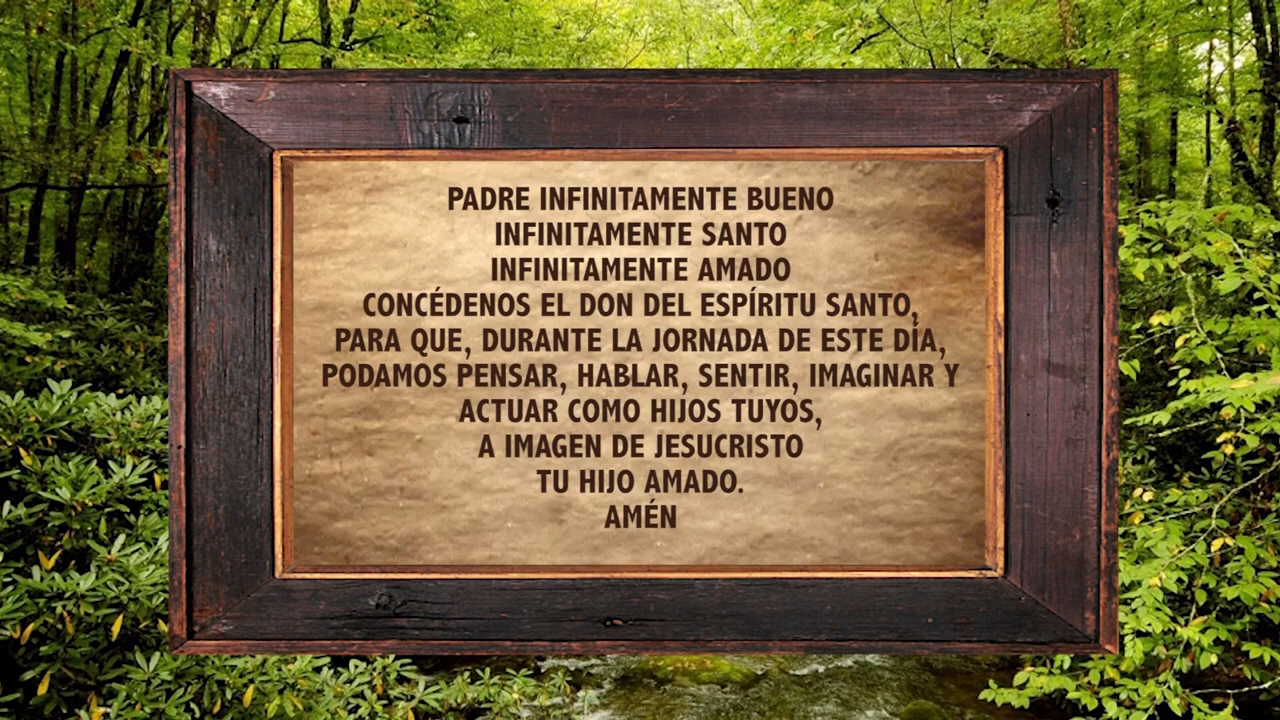 PADRE INFINITAMENTE BUENO
INFINITAMENTE SANTO
INFINITAMENTE AMADO
CONCÉDENOS EL DON DEL ESPÍRITU SANTO,
PARA QUE, DURANTE LA JORNADA DE ESTE DÍA,
PODAMOS PENSAR, HABLAR, SENTIR, IMAGINAR Y
ACTUAR COMO HIJOS TUYOS,
A IMAGEN DE JESUCRISTO
TU HIJO AMADO.
AMÉN